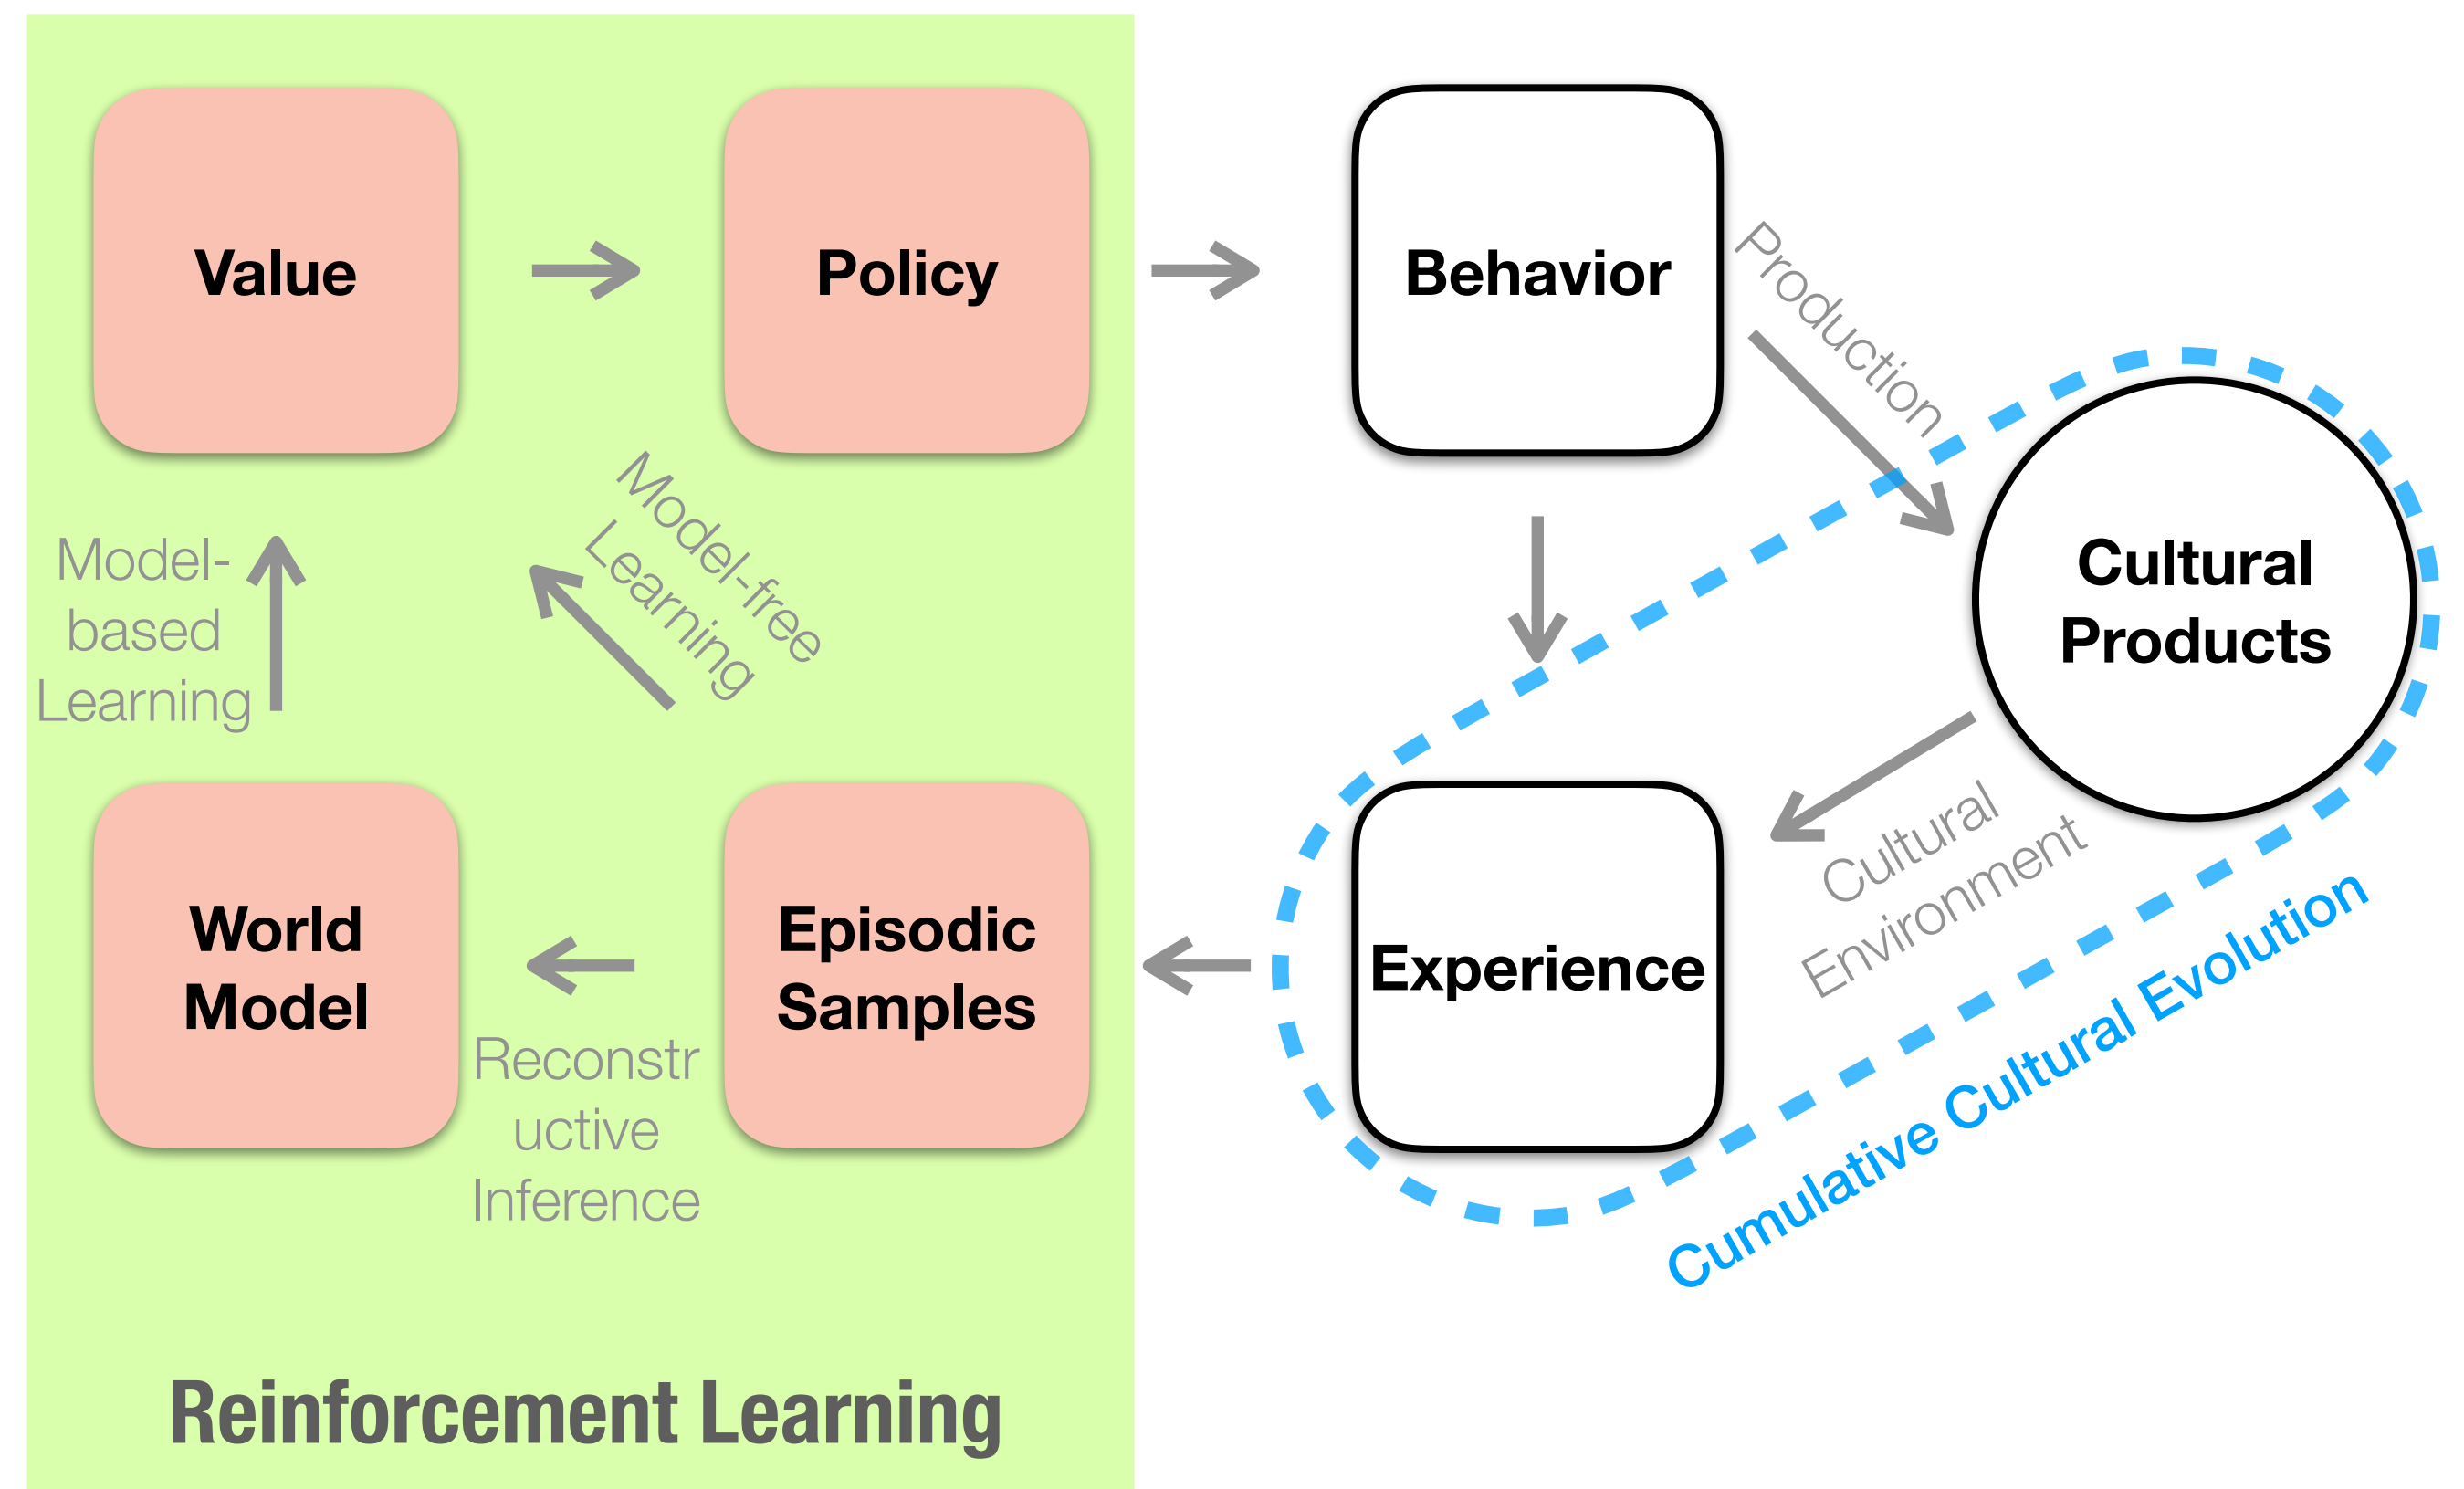 Value
Policy
Behavior
Production
Model-
based
Learning
Model-free
Learning
Cultural
Products
World
Model
Reconstr
uctive
Inference
Episodic
Samples
Experience
Cultural
Environment
Cumulative Cultural Evolution
Reinforcement Learning